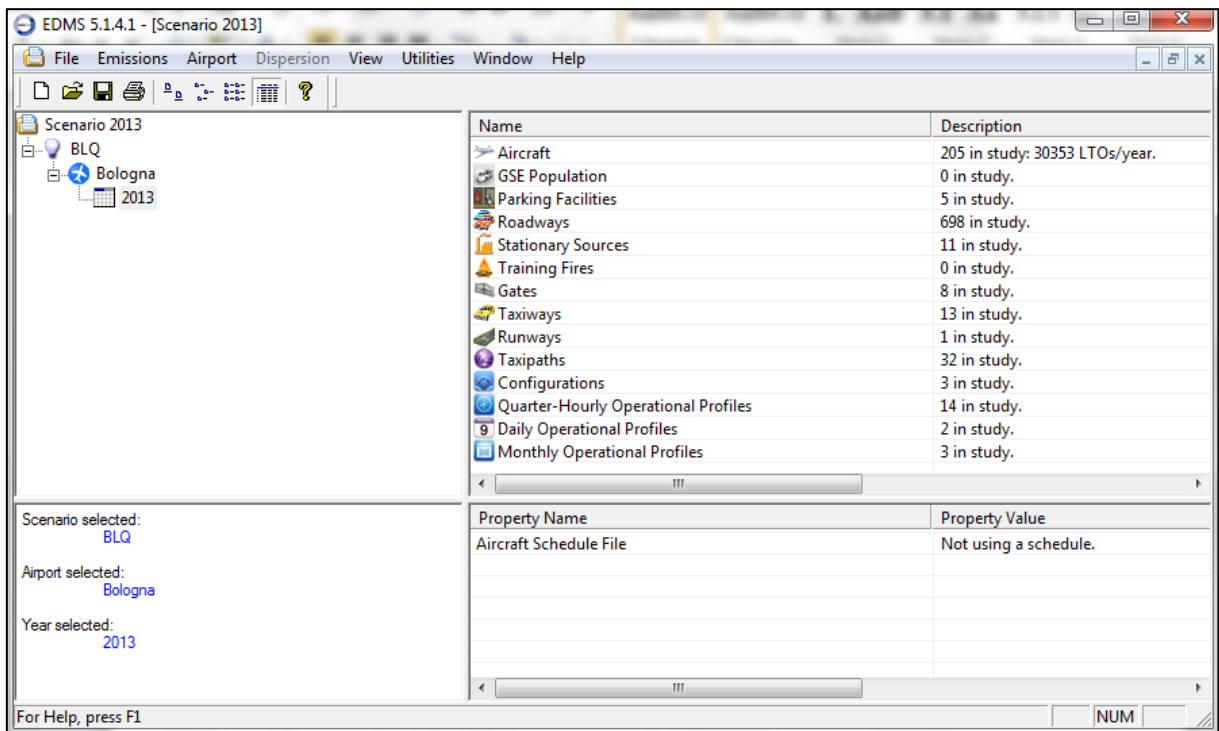 EDMS 5.1.4.1 - [Scenario 2013]
File Emissions Airport Dispersion View Utilities Window Help
Scenario 2013
BLQ
Bologna
2013
Name Description
Aircraft 205 in study: 30353 LTOs/year.
GSE Population 0 in study.
Parking Facilities 5 in study.
Roadways 698 in study.
Stationary Sources 11 in study.
Training Fires 0 in study.
Gates 8 in study.
Taxiways 13 in study.
Runways 1 in study.
Taxipaths 32 in study.
Configurations 3 in study.
Quarter-Hourly Operational Profiles 14 in study.
9 Daily Operational Profiles 2 in study.
Monthly Operational Profiles 3 in study.
Scenario selected:
BLQ
Airport selected:
Bologna
Year selected:
2013
Property Name Property Value
Aircraft Schedule File Not using a schedule.
For Help, press F1 NUM